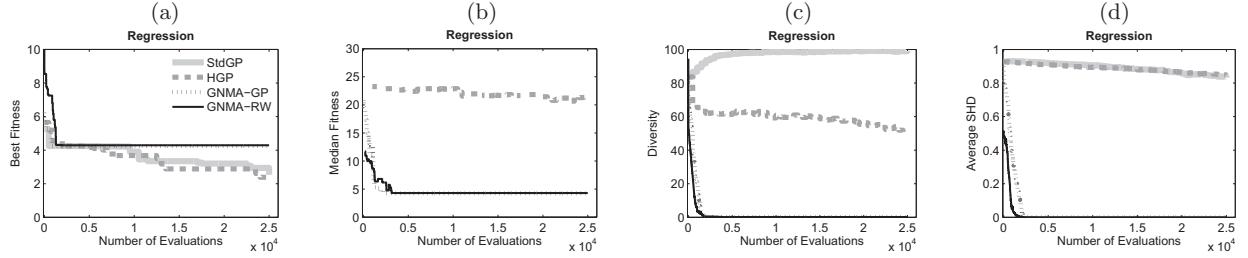 (a)
Regression
10
8
6
4
2
0
Best Fitness
StdGP
HGP
GNMA-GP
GNMA-RW
0 0.5 1 1.5 2 2.5
Number of Evaluations
x 10^4
(b)
Regression
30
25
20
15
10
5
0
Median Fitness
0 0.5 1 1.5 2 2.5
Number of Evaluations
x 10^4
(c)
Regression
100
80
60
40
20
0
Diversity
0 0.5 1 1.5 2 2.5
Number of Evaluations
x 10^4
(d)
Regression
1
0.8
0.6
0.4
0.2
0
Average SHD
0 0.5 1 1.5 2 2.5
Number of Evaluations
x 10^4